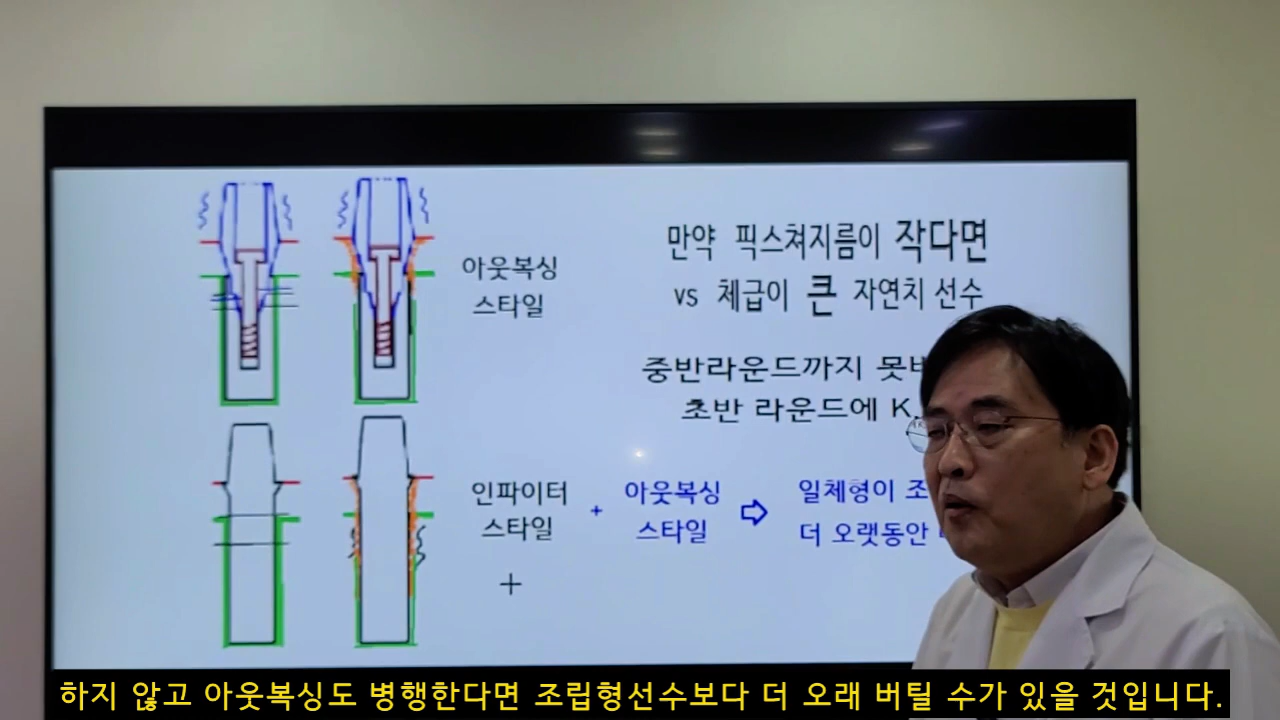 아웃복싱
스타일
만약 픽스쳐지름이 작다면
vs 체급이 큰 자연치 선수
중반라운드까지
초반 라운드에 K.
인파이터
스타일
+
아웃복싱
스타일
⇨
일체형이
더 오랫동안
+
하지 않고 아웃복싱도 병행한다면 조립형선수보다 더 오래 버틸 수가 있을 것입니다.